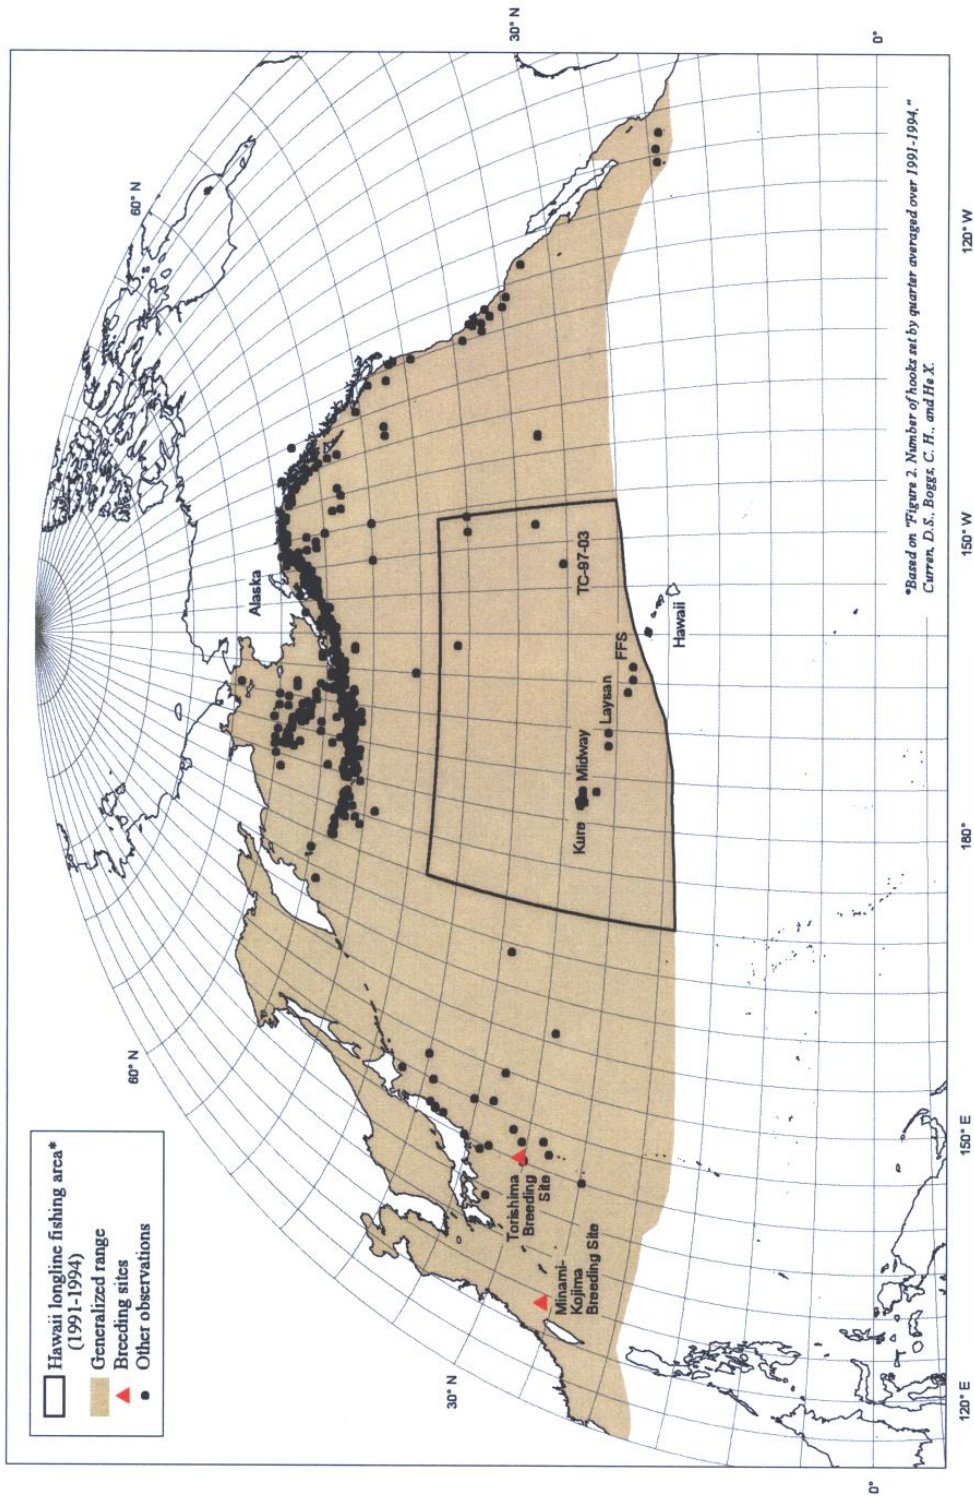 Hawaii longline fishing area*
(1991-1994)
Generalized range
Breeding sites
Other observations
60° N
60° N
30° N
30° N
0°
0°
Alaska
TC-97-03
Kure
Midway
Laysan
FFS
Hawaii
Torishima
Breeding
Site
Minami-
Kojima
Breeding Site
120° E
150° E
180°
150° W
120° W
*Based on "Figure 2. Number of hooks set by quarter averaged over 1991-1994."
Curren, D.S., Boggs, C. H., and He X.